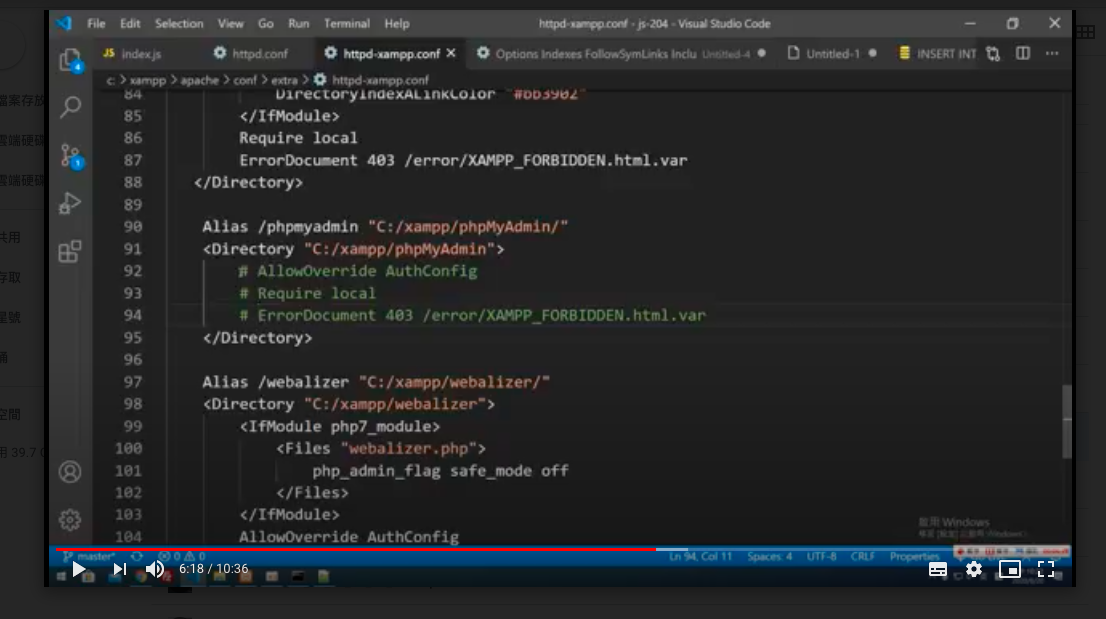 File Edit Selection View Go Run Terminal Help httpd-xampp.conf - js-204 - Visual Studio Code
JS index.js httpd.conf httpd-xampp.conf Options Indexes FollowSymLinks Inclu Untitled-4 Untitled-1 INSERT INT
c: > xampp > apache > conf > extra > httpd-xampp.conf
84 DirectoryIndexALinkColor "#bb3902"
85 </IfModule>
86 Require local
87 ErrorDocument 403 /error/XAMPP_FORBIDDEN.html.var
88 </Directory>
89
90 Alias /phpmyadmin "C:/xampp/phpMyAdmin/"
91 <Directory "C:/xampp/phpMyAdmin">
92 # AllowOverride AuthConfig
93 # Require local
94 # ErrorDocument 403 /error/XAMPP_FORBIDDEN.html.var
95 </Directory>
96
97 Alias /webalizer "C:/xampp/webalizer/"
98 <Directory "C:/xampp/webalizer">
99 <IfModule php7_module>
100 <Files "webalizer.php">
101 php_admin_flag safe_mode off
102 </Files>
103 </IfModule>
104 AllowOverride AuthConfig
啟用 Windows
master* 0 0 Ln 94, Col 11 Spaces: 4 UTF-8 CRLF Properties
6:18 / 10:36
檔案存放
雲端硬碟
雲端硬碟
共用
存取
星號
空間
用 39.7 G